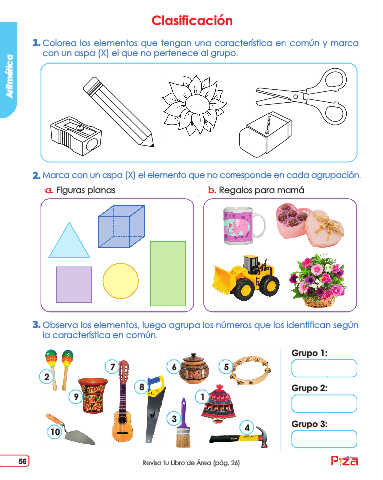 Clasificación
Aritmética
1. Colorea los elementos que tengan una característica en común y marca
con un aspa (X) el que no pertenece al grupo.
2. Marca con un aspa (X) el elemento que no corresponde en cada agrupación.
a. Figuras planas
b. Regalos para mamá
3. Observa los elementos, luego agrupa los números que los identifican según
la característica en común.
Grupo 1:
Grupo 2:
Grupo 3:
2
7
6
5
9
8
1
3
10
4
56
Revisa tu Libro de Área (pág. 26)